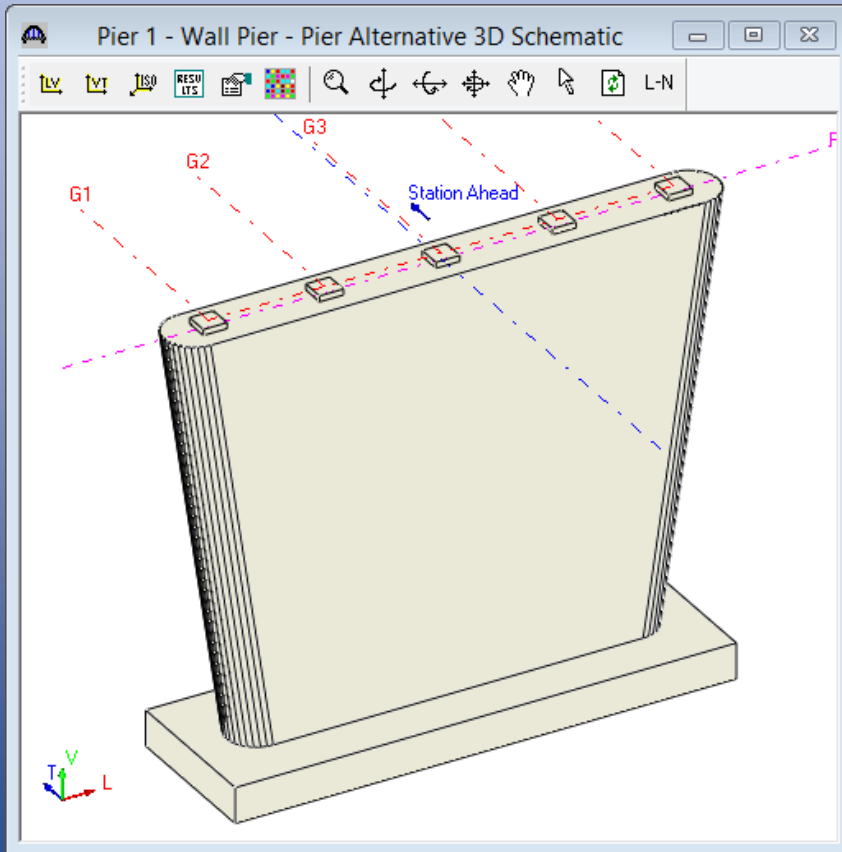 Pier 1 - Wall Pier - Pier Alternative 3D Schematic
LV
VT
ISO
RESU
LTS
L-N
G3
G2
G1
Station Ahead
T
V
L